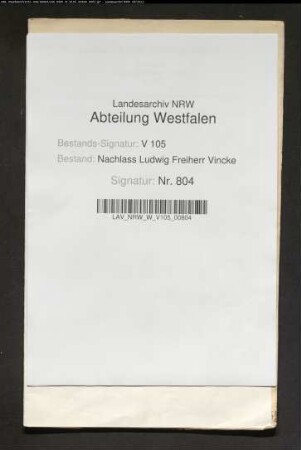 Landesarchiv NRW
Abteilung Westfalen
Bestands-Signatur: V 105
Bestand: Nachlass Ludwig Freiherr Vincke
Signatur: Nr. 804
LAV_NRW_W_V105_00804